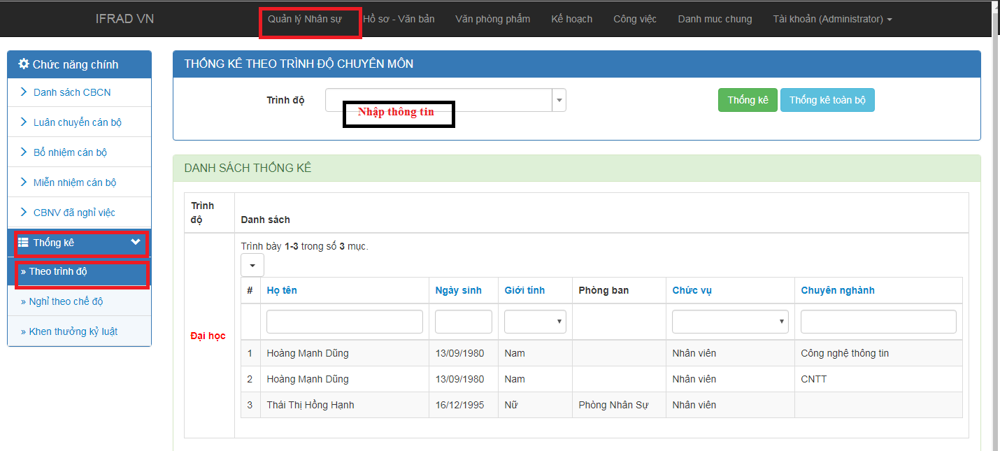 IFRAD VN
Quản lý Nhân sự
Hồ sơ - Văn bản
Văn phòng phẩm
Kế hoạch
Công việc
Danh mục chung
Tài khoản (Administrator)
Chức năng chính
Danh sách CBCN
Luân chuyển cán bộ
Bổ nhiệm cán bộ
Miễn nhiệm cán bộ
CBNV đã nghỉ việc
Thống kê
» Theo trình độ
» Nghỉ theo chế độ
» Khen thưởng kỷ luật
THỐNG KÊ THEO TRÌNH ĐỘ CHUYÊN MÔN
Trình độ
Nhập thông tin
Thống kê
Thống kê toàn bộ
DANH SÁCH THỐNG KÊ
Trình
độ
Danh sách
Đại học
Trình bày 1-3 trong số 3 mục.
# Họ tên Ngày sinh Giới tính Phòng ban Chức vụ Chuyên nghành
1 Hoàng Mạnh Dũng 13/09/1980 Nam Nhân viên Công nghệ thông tin
2 Hoàng Mạnh Dũng 13/09/1980 Nam Nhân viên CNTT
3 Thái Thị Hồng Hạnh 16/12/1995 Nữ Phòng Nhân Sự Nhân viên